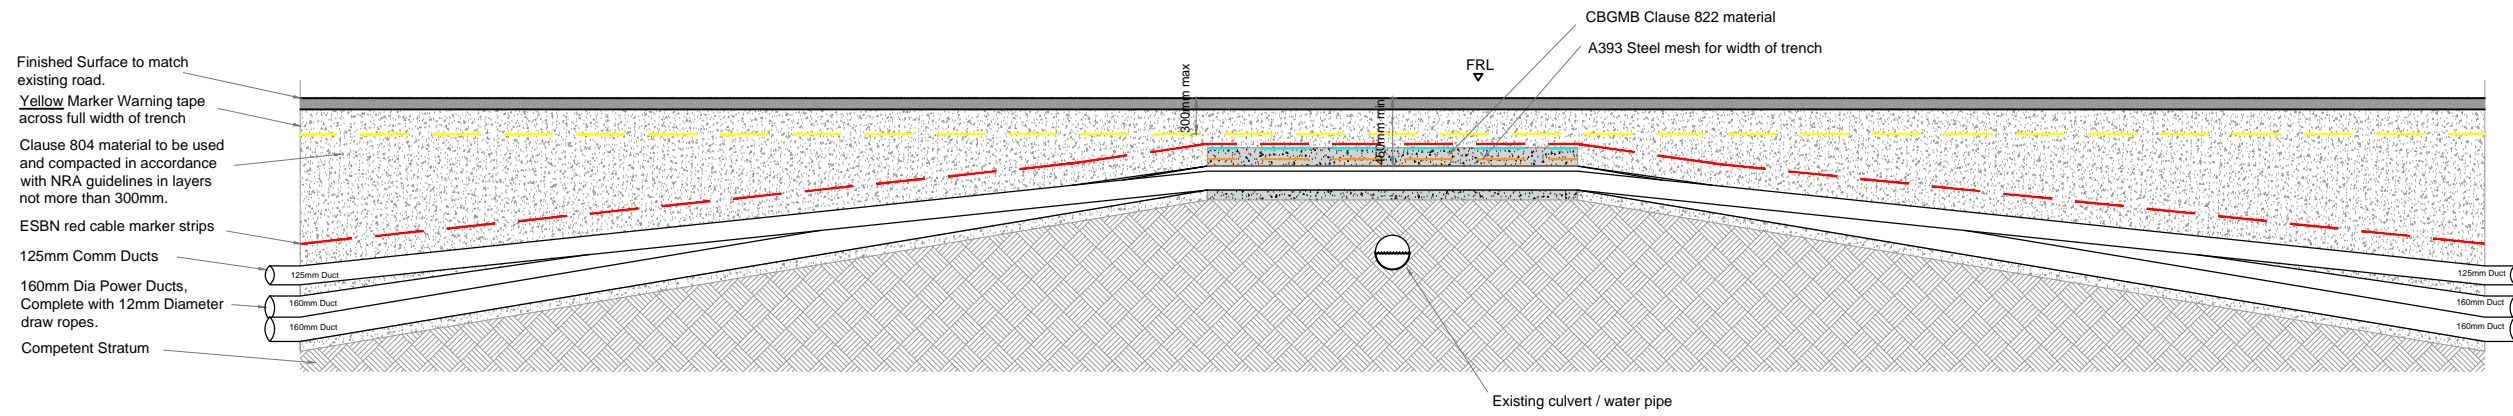 CBGMB Clause 822 material
A393 Steel mesh for width of trench
FRL
Finished Surface to match
existing road.
Yellow Marker Warning tape
across full width of trench
Clause 804 material to be used
and compacted in accordance
with NRA guidelines in layers
not more than 300mm.
ESBN red cable marker strips
125mm Comm Ducts
160mm Dia Power Ducts,
Complete with 12mm Diameter
draw ropes.
Competent Stratum
300mm max
450mm min
125mm Duct
160mm Duct
160mm Duct
125mm Duct
160mm Duct
160mm Duct
Existing culvert / water pipe